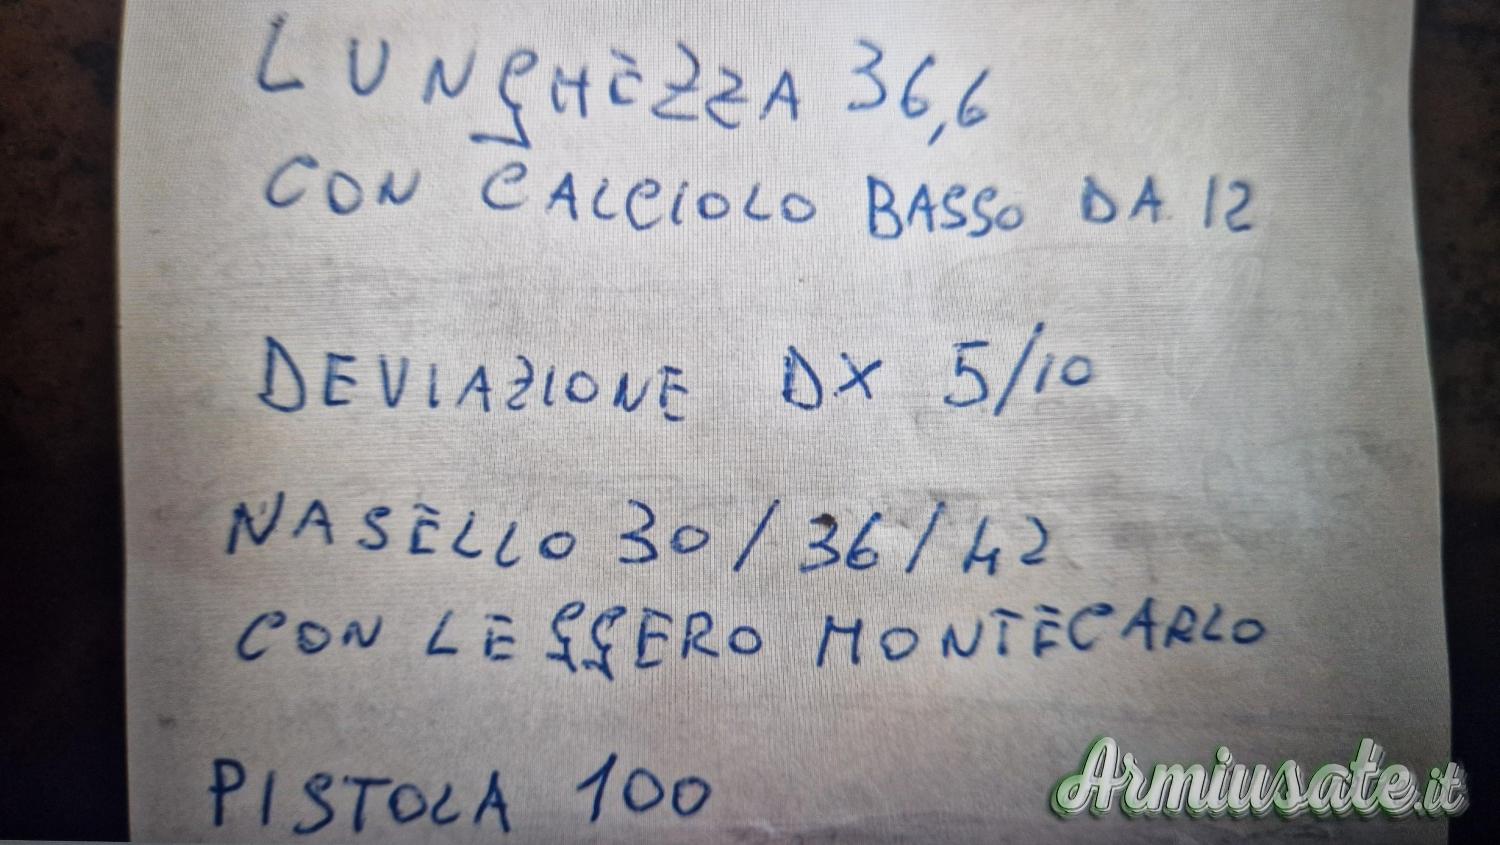 LUNGHEZZA 36,6
CON CALCIOLO BASSO DA 12
DEVIAZIONE DX 5/10
NASELLO 30/36/42
CON LEGGERO MONTECARLO
PISTOLA 100
Armiusate.it